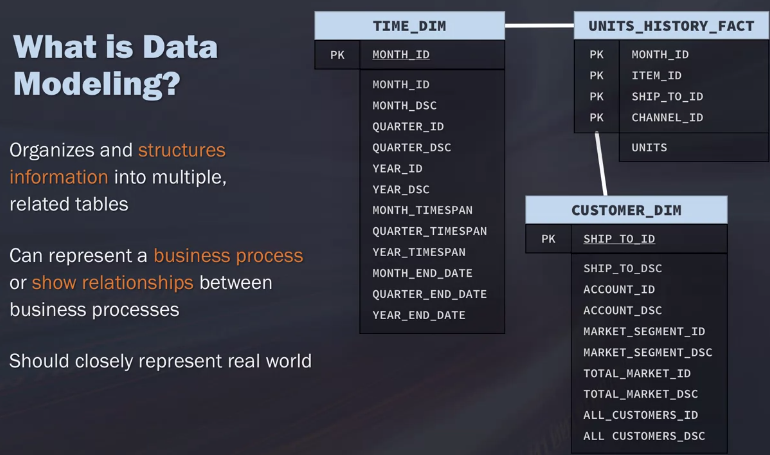 What is Data
Modeling?
Organizes and structures
information into multiple,
related tables
Can represent a business process
or show relationships between
business processes
Should closely represent real world
TIME_DIM
PK MONTH_ID
MONTH_ID
MONTH_DSC
QUARTER_ID
QUARTER_DSC
YEAR_ID
YEAR_DSC
MONTH_TIMESPAN
QUARTER_TIMESPAN
YEAR_TIMESPAN
MONTH_END_DATE
QUARTER_END_DATE
YEAR_END_DATE
UNITS_HISTORY_FACT
PK MONTH_ID
PK ITEM_ID
PK SHIP_TO_ID
PK CHANNEL_ID
UNITS
CUSTOMER_DIM
PK SHIP_TO_ID
SHIP_TO_DSC
ACCOUNT_ID
ACCOUNT_DSC
MARKET_SEGMENT_ID
MARKET_SEGMENT_DSC
TOTAL_MARKET_ID
TOTAL_MARKET_DSC
ALL_CUSTOMERS_ID
ALL CUSTOMERS_DSC